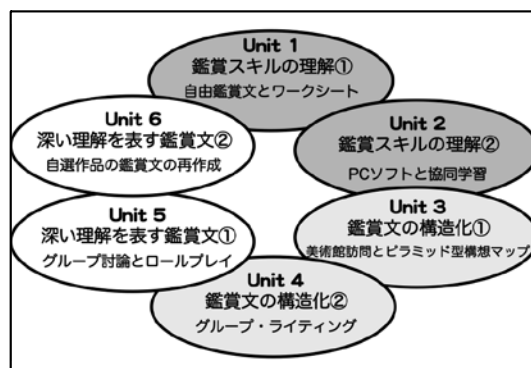 Unit 1
鑑賞スキルの理解①
自由鑑賞文とワークシート
Unit 2
鑑賞スキルの理解②
PCソフトと協同学習
Unit 3
鑑賞文の構造化①
美術館訪問とピラミッド型構想マップ
Unit 4
鑑賞文の構造化②
グループ・ライティング
Unit 5
深い理解を表す鑑賞文①
グループ討論とロールプレイ
Unit 6
深い理解を表す鑑賞文②
自選作品の鑑賞文の再作成